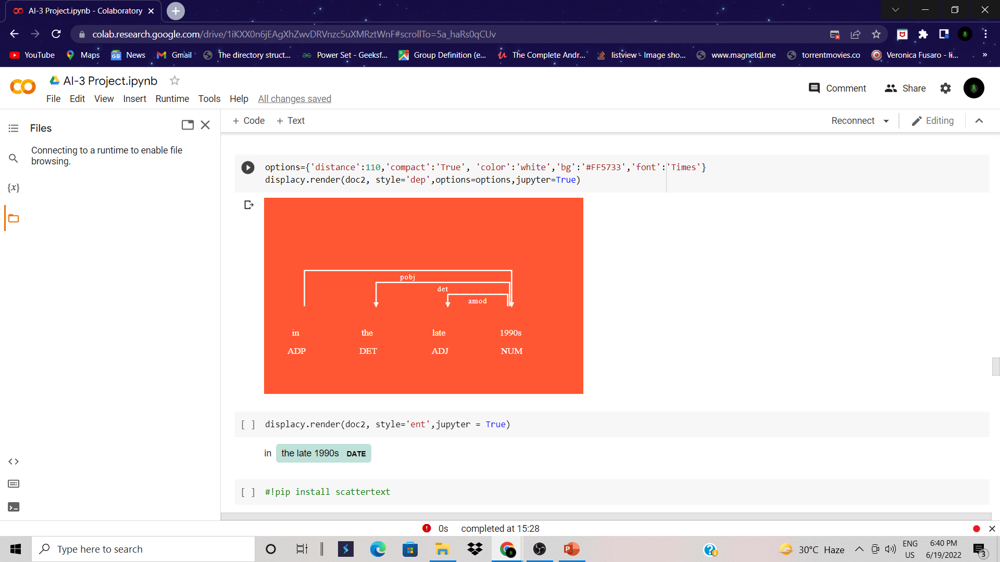 AI-3 Project.ipynb - Colaboratory
colab.research.google.com/drive/1iKXX0n6jEAgXhZwvDRVnzc5uXMRztWnF#scrollTo=5a_haRs0qCUv
YouTube Maps News Gmail The directory struct... Power Set - Geeksf... Group Definition (e... The Complete Andr... listview - Image sho... www.magnetdl.me torrentmovies.co Veronica Fusaro - li... »
AI-3 Project.ipynb
Comment Share
File Edit View Insert Runtime Tools Help All changes saved
Files
+ Code + Text
Reconnect Editing
Connecting to a runtime to enable file
browsing.
{x}
options={'distance':110,'compact':'True', 'color':'white','bg':'#FF5733','font':'Times'}
displacy.render(doc2, style='dep',options=options,jupyter=True)
pobj
det
amod
in the late 1990s
ADP DET ADJ NUM
[ ] displacy.render(doc2, style='ent',jupyter = True)
in the late 1990s DATE
[ ] #!pip install scattertext
0s completed at 15:28
Type here to search
30°C Haze
ENG
US
6:40 PM
6/19/2022
3